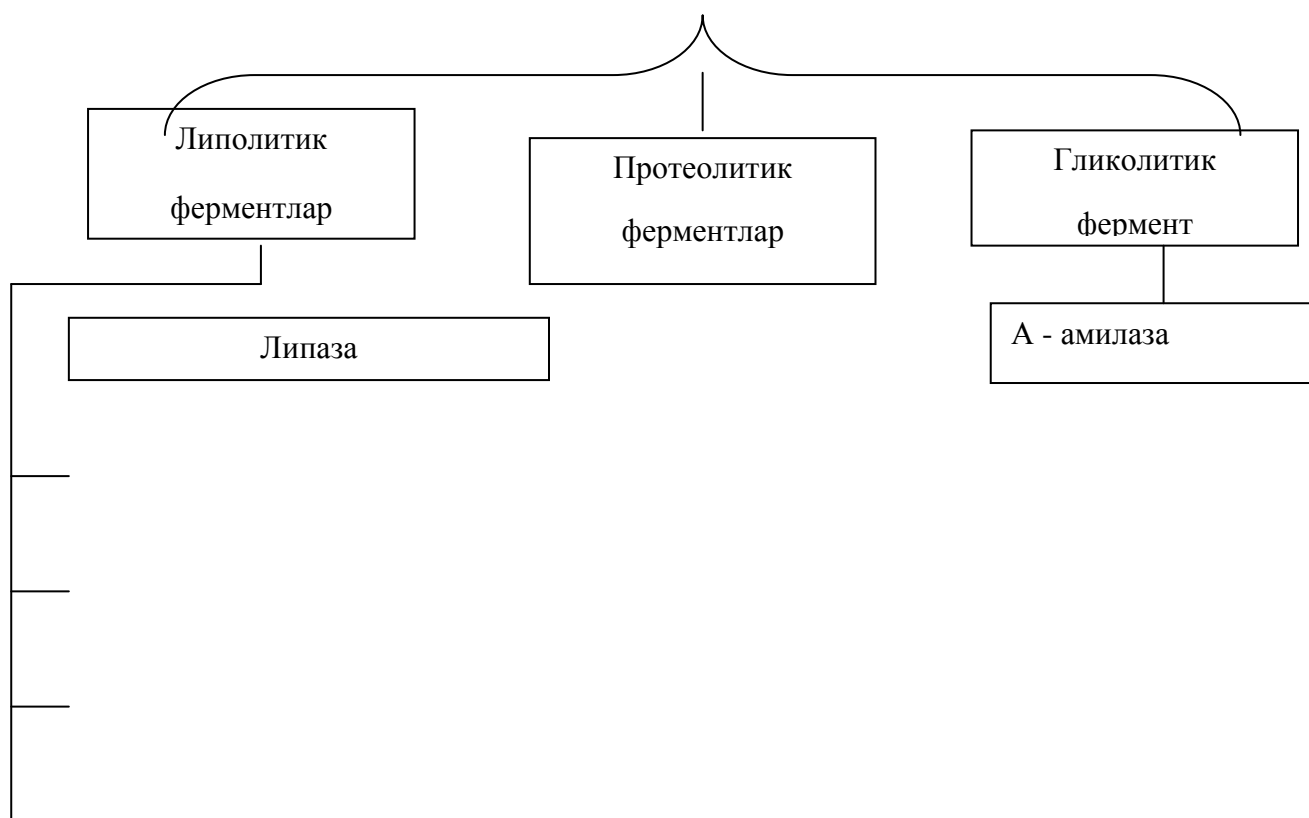 Липолитик
ферментлар
Протеолитик
ферментлар
Гликолитик
фермент
Липаза
А - амилаза